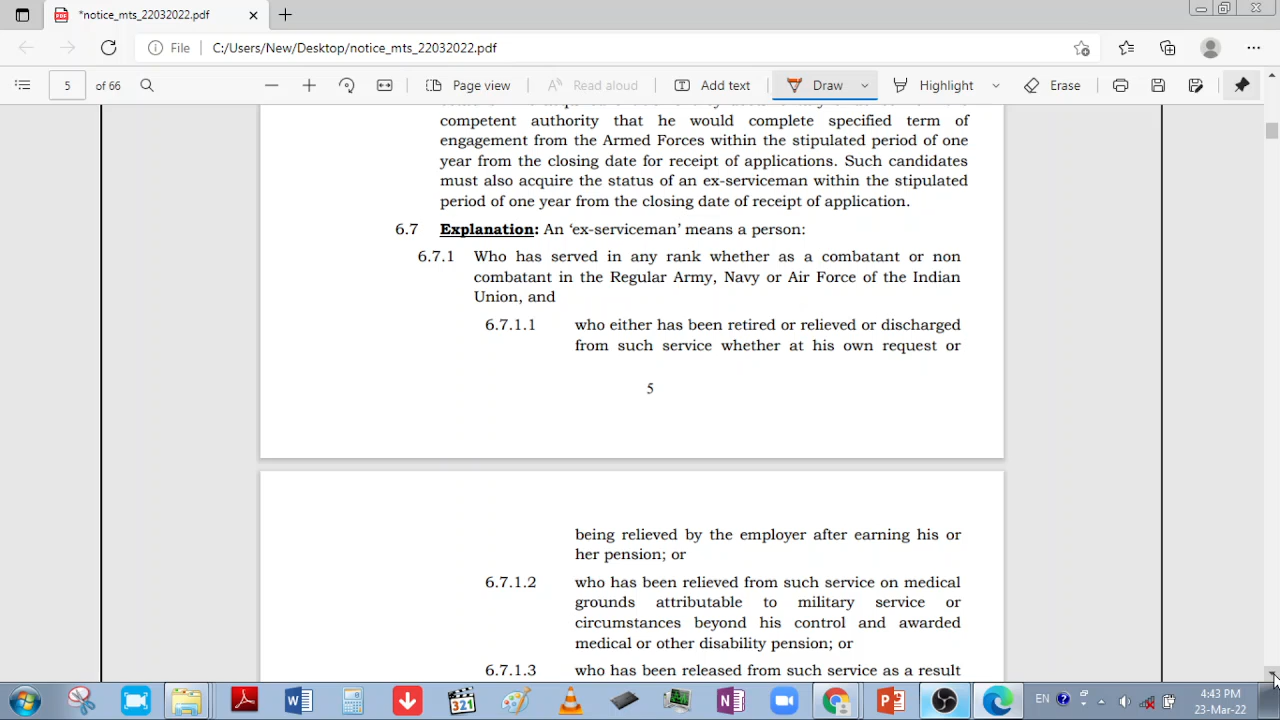 *notice_mts_22032022.pdf
File
C:/Users/New/Desktop/notice_mts_22032022.pdf
5 of 66
Page view
Read aloud
Add text
Draw
Highlight
Erase
competent authority that he would complete specified term of
engagement from the Armed Forces within the stipulated period of one
year from the closing date for receipt of applications. Such candidates
must also acquire the status of an ex-serviceman within the stipulated
period of one year from the closing date of receipt of application.
6.7 Explanation: An ‘ex-serviceman’ means a person:
6.7.1 Who has served in any rank whether as a combatant or non
combatant in the Regular Army, Navy or Air Force of the Indian
Union, and
6.7.1.1 who either has been retired or relieved or discharged
from such service whether at his own request or
5
being relieved by the employer after earning his or
her pension; or
6.7.1.2 who has been relieved from such service on medical
grounds attributable to military service or
circumstances beyond his control and awarded
medical or other disability pension; or
6.7.1.3 who has been released from such service as a result
EN
4:43 PM
23-Mar-22